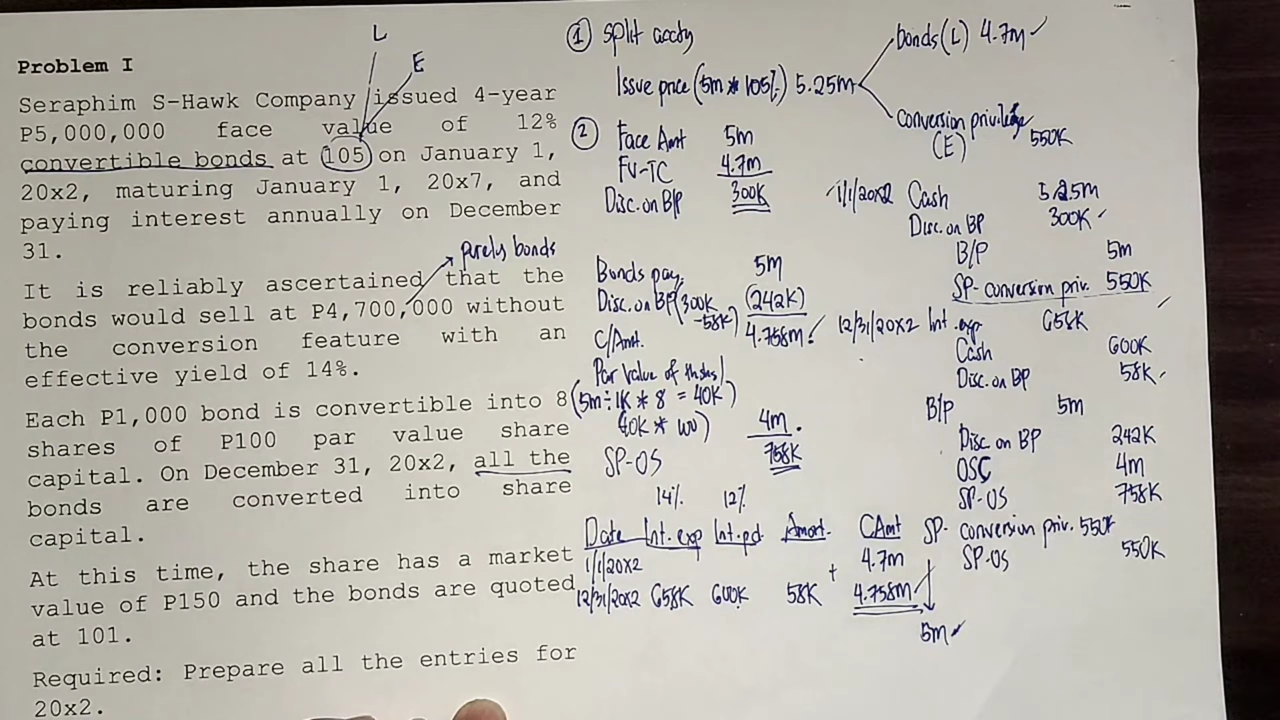 Problem I
Seraphim S-Hawk Company issued 4-year
P5,000,000 face value of 12%
convertible bonds at 105 on January 1,
20x2, maturing January 1, 20x7, and
paying interest annually on December
31.
It is reliably ascertained that the
bonds would sell at P4,700,000 without
the conversion feature with an
effective yield of 14%.
Each P1,000 bond is convertible into 8
shares of P100 par value share
capital. On December 31, 20x2, all the
bonds are converted into share
capital.
At this time, the share has a market
value of P150 and the bonds are quoted
at 101.
Required: Prepare all the entries for
20x2.
L
E
purely bonds
① Split acctg
Issue price (5m * 105%) 5.25m
bonds (L) 4.7m ✓
conversion privilege
(E) 550K
② Face Amt 5m
FV-TC 4.7m
Disc. on B/P 300K
Bonds pay. 5m
Disc. on BP (300K - 58K) (242K)
C/Amt. 4.758m ✓
Par value of
(5m ÷ 1K * 8 = 40K)
(40K * 100) 4m
SP-OS 758K
14% 12%
Date Int. exp Int. pd. Amort. CAmt
1/1/20x2 4.7m
12/31/20x2 658K 600K 58K + 4.758m
5m ✓
1/1/20x2 Cash 5.25m
Disc. on BP 300K ✓
B/P 5m
SP- conversion priv. 550K
12/31/20x2 Int. exp 658K
Cash 600K
Disc. on BP 58K ✓
B/P 5m
Disc on BP 242K
OSC 4m
SP-OS 758K
SP- conversion priv. 550K
SP-OS 550K